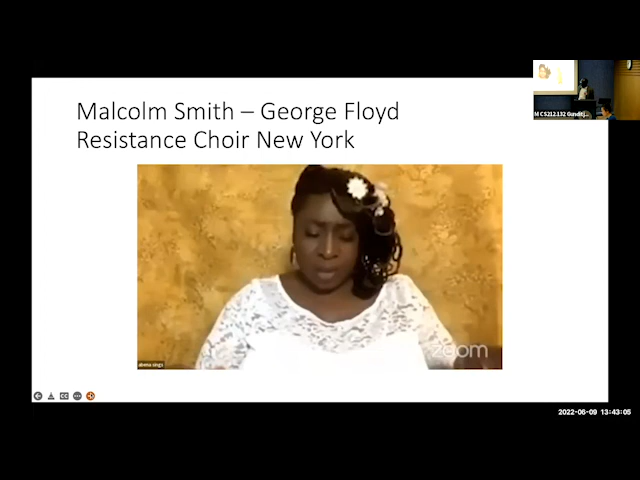 Malcolm Smith – George Floyd
Resistance Choir New York
zoom
abena sings
2022-06-09 13:43:05